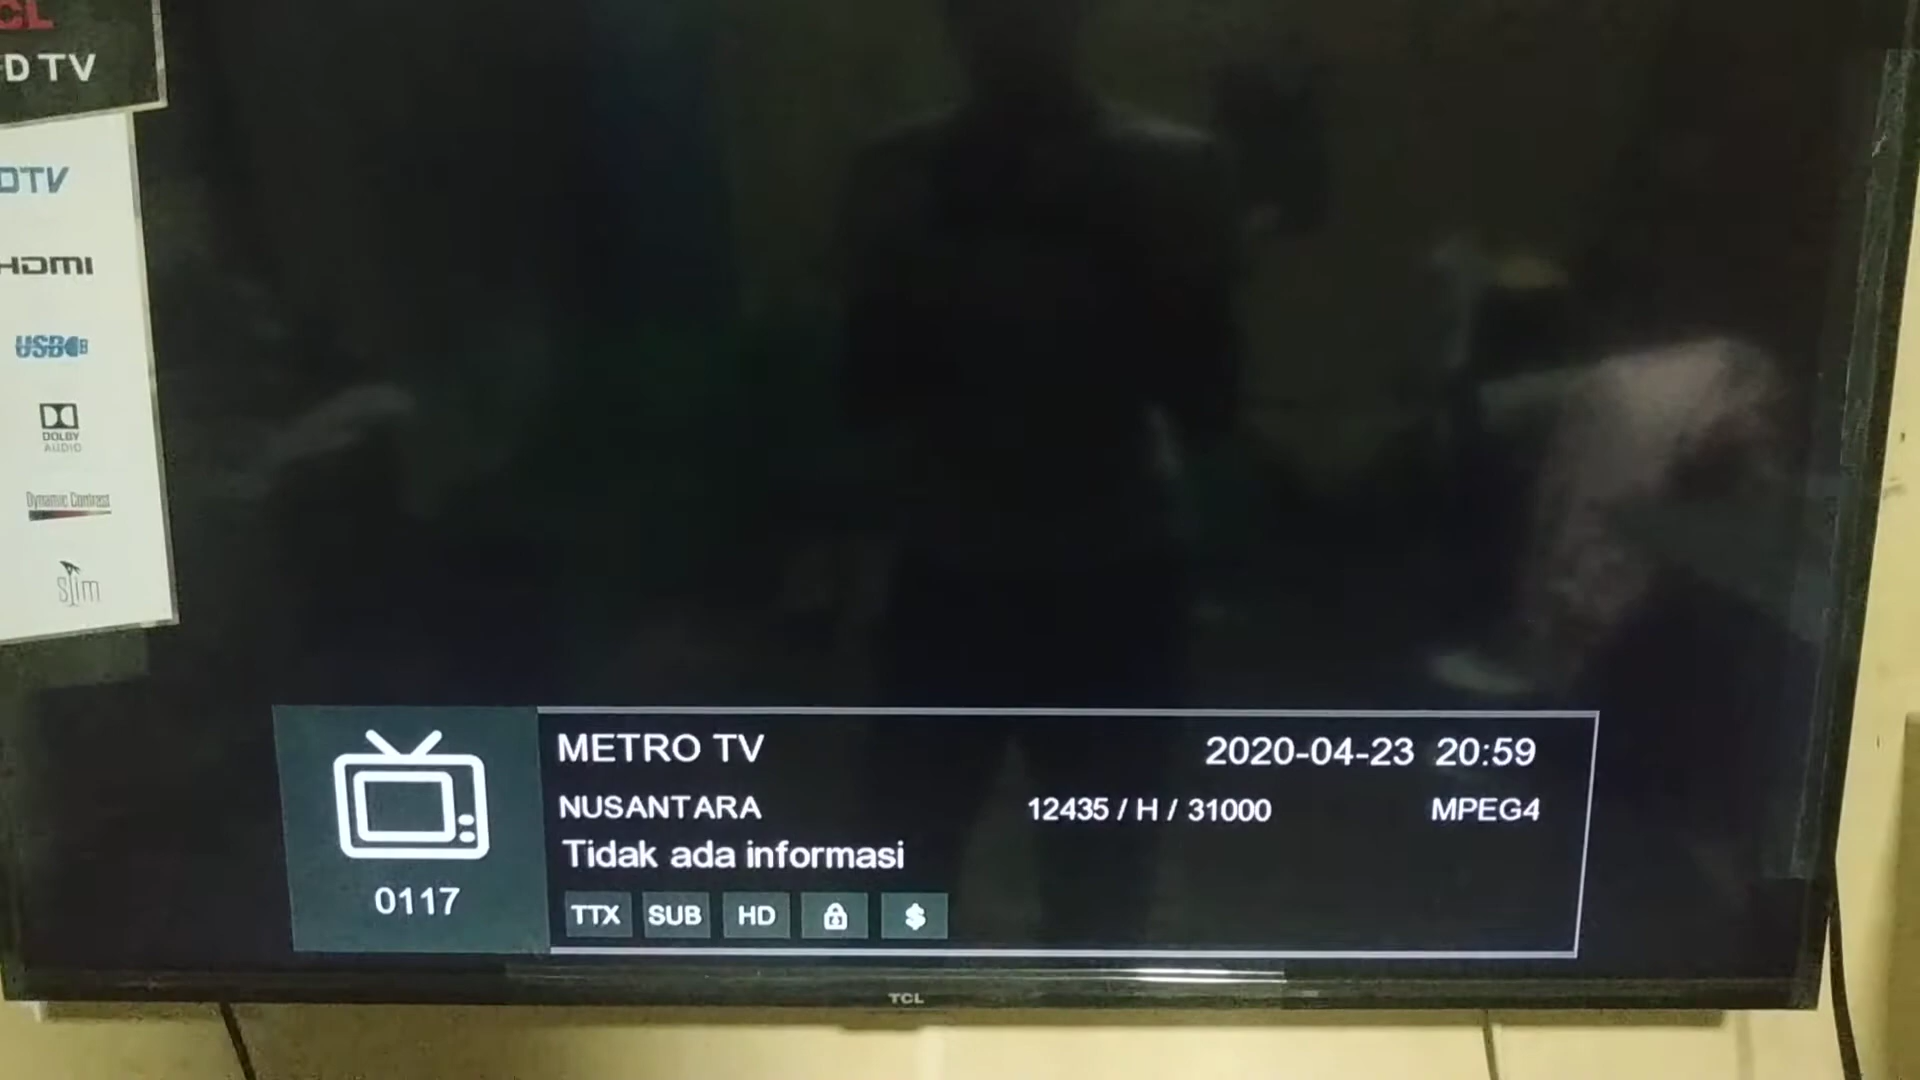 CL
D TV
DTV
HDMI
USB
DOLBY
AUDIO
Dynamic Contrast
slim
METRO TV
2020-04-23 20:59
NUSANTARA
12435 / H / 31000
MPEG4
Tidak ada informasi
0117
TTX SUB HD $
TCL